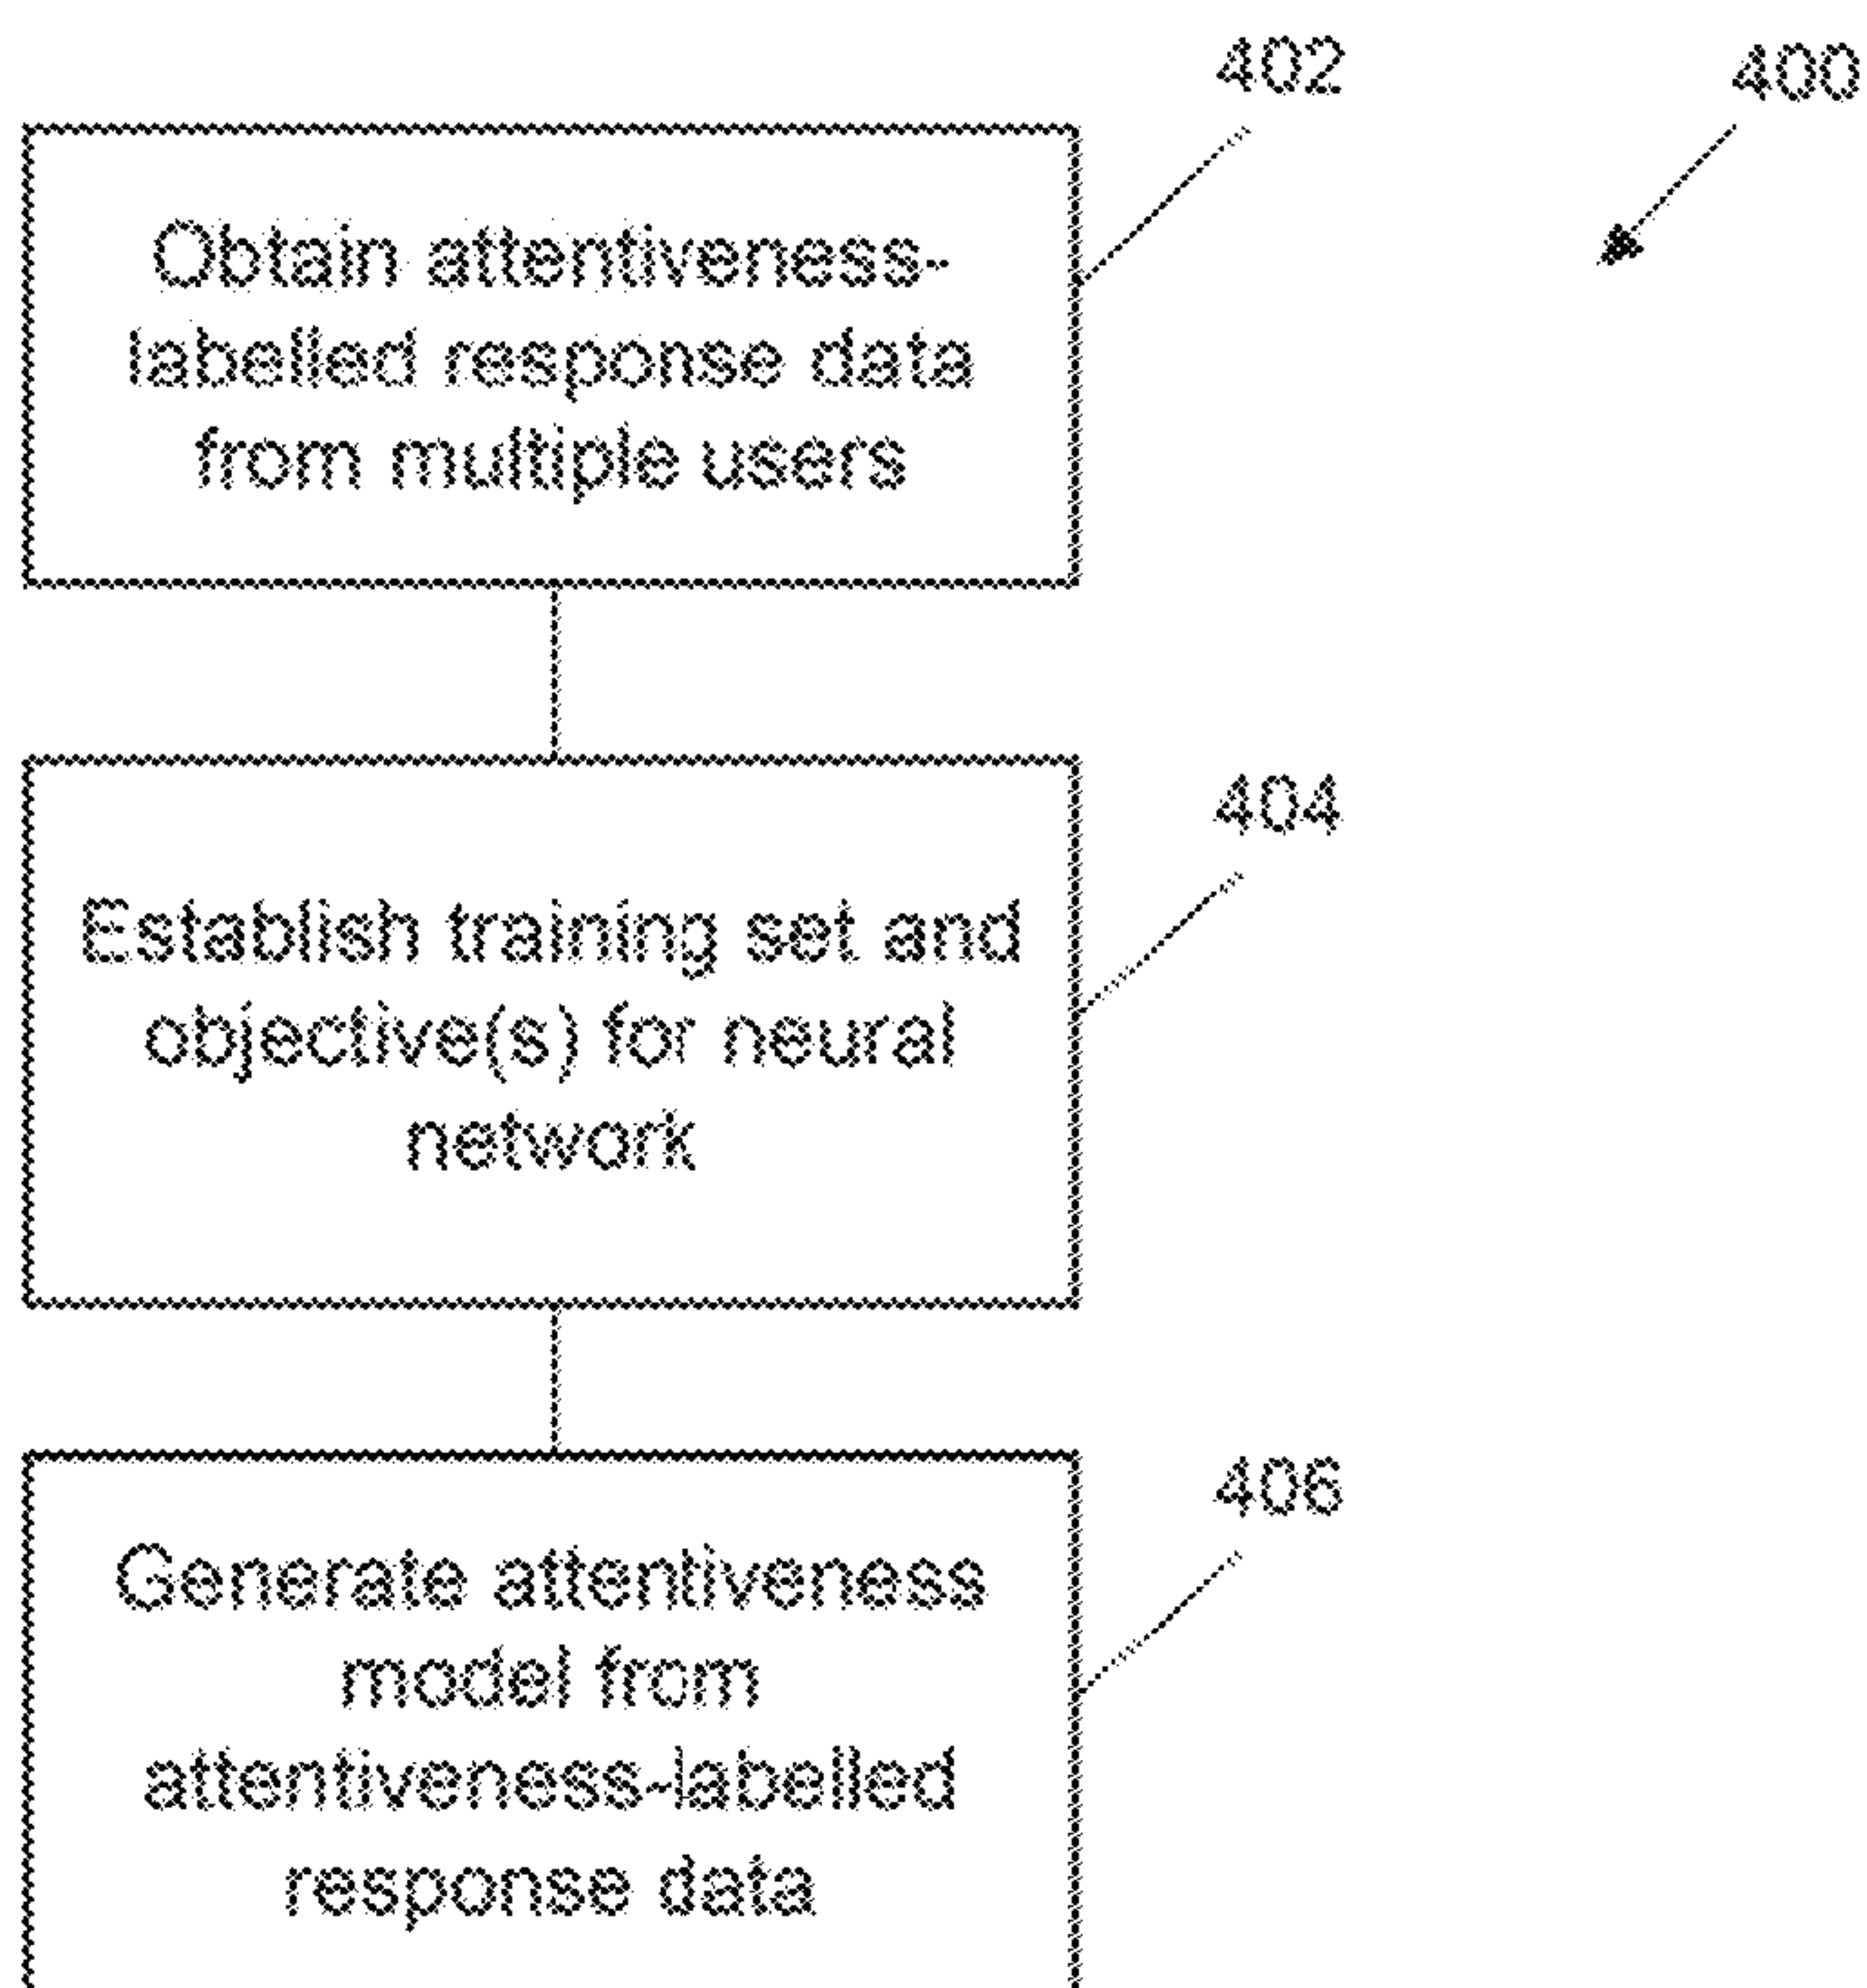 402
400
Obtain attentiveness-
labelled response data
from multiple users
404
Establish training set and
objective(s) for neural
network
406
Generate attentiveness
model from
attentiveness-labelled
response data